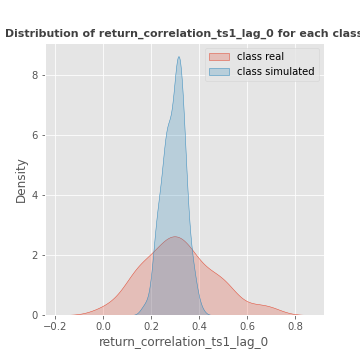 Distribution of return_correlation_ts1_lag_0 for each class
class real
class simulated
8
6
4
2
0
Density
−0.2 0.0 0.2 0.4 0.6 0.8
return_correlation_ts1_lag_0